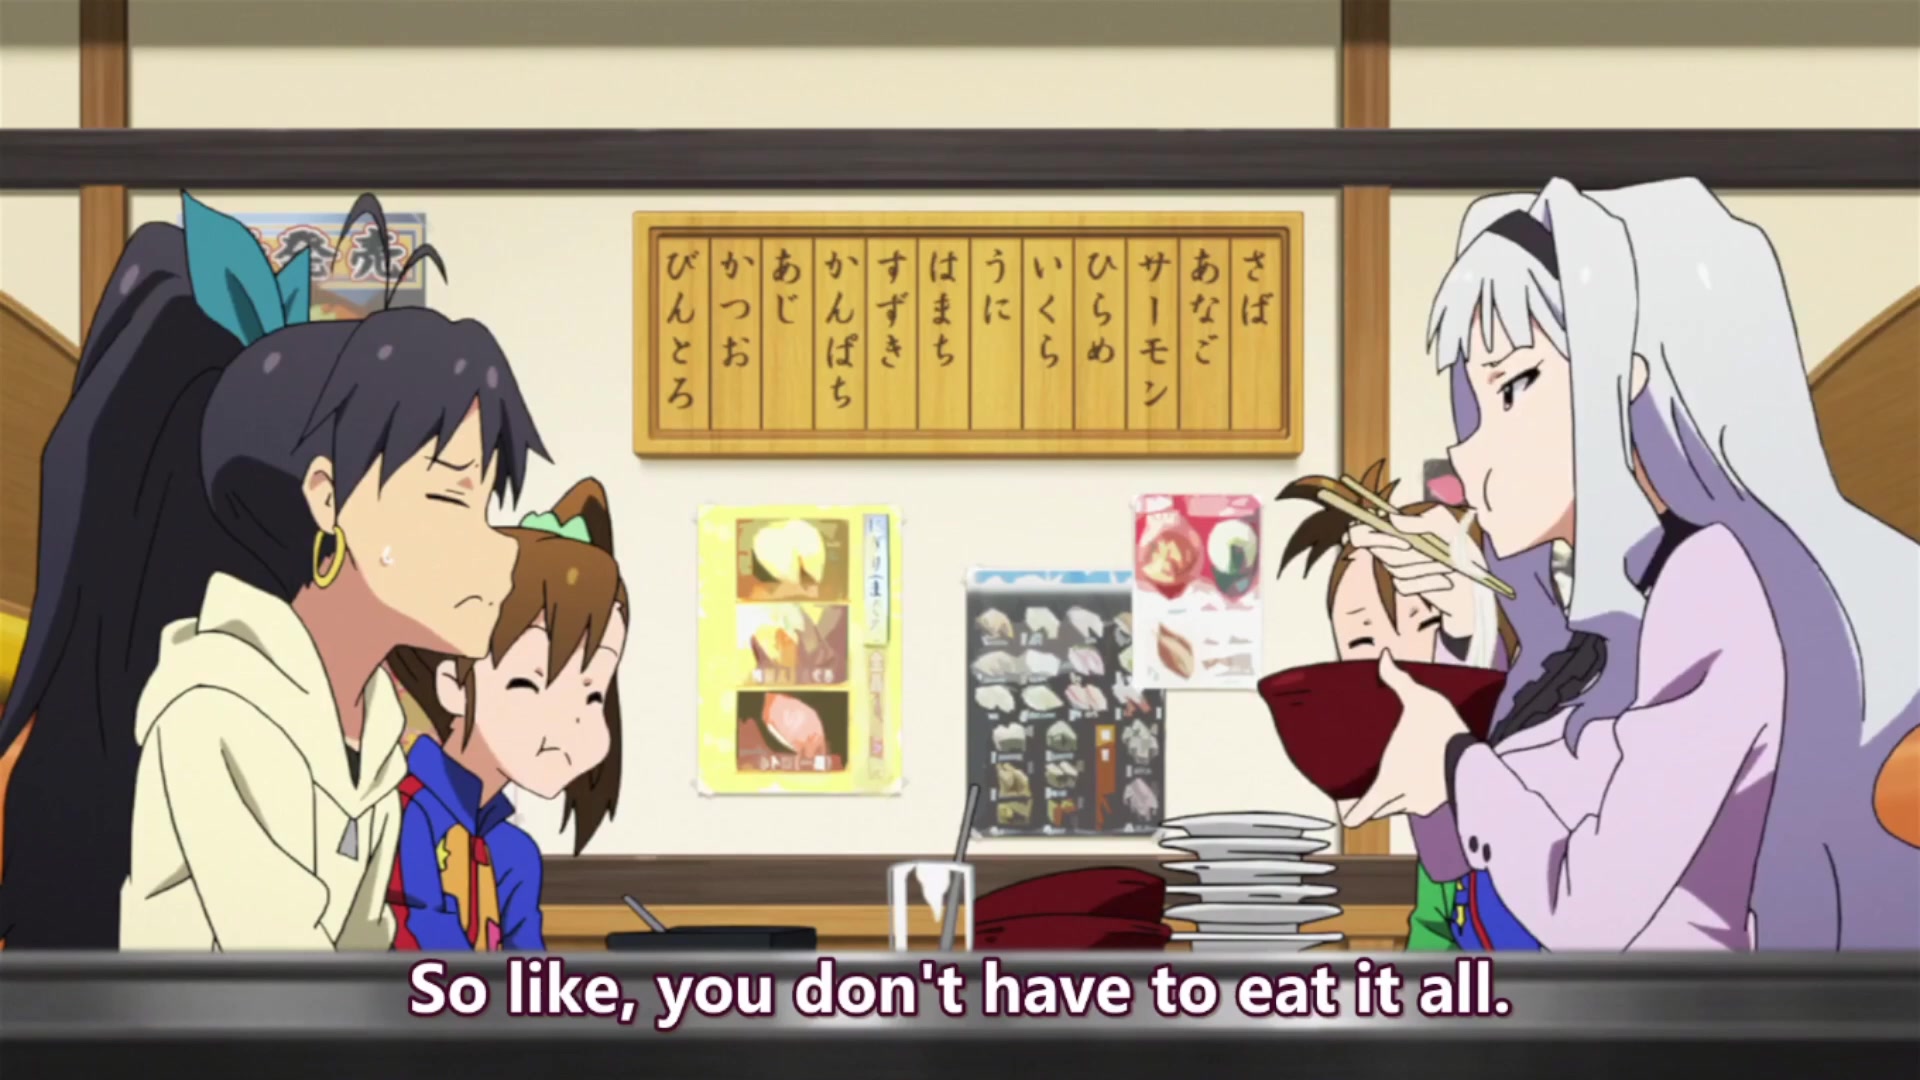 発売
さば
あなご
サーモン
ひらめ
いくら
うに
はまち
すずき
かんぱち
あじ
かつお
びんとろ
So like, you don't have to eat it all.